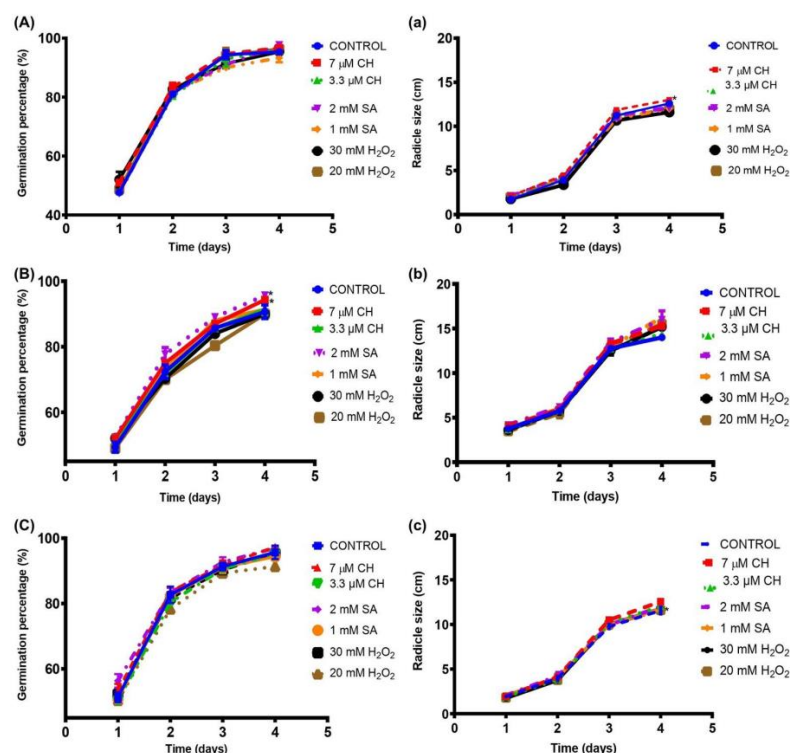 (A)
Germination percentage (%)
100
80
60
40
0 1 2 3 4 5
Time (days)
CONTROL
7 µM CH
3.3 µM CH
2 mM SA
1 mM SA
30 mM H₂O₂
20 mM H₂O₂
(a)
Radicle size (cm)
20
15
10
5
0
0 1 2 3 4 5
Time (days)
*
CONTROL
7 µM CH
3.3 µM CH
2 mM SA
1 mM SA
30 mM H₂O₂
20 mM H₂O₂
(B)
Germination percentage (%)
100
80
60
0 1 2 3 4 5
Time (days)
*
*
CONTROL
7 µM CH
3.3 µM CH
2 mM SA
1 mM SA
30 mM H₂O₂
20 mM H₂O₂
(b)
Radicle size (cm)
20
15
10
5
0
0 1 2 3 4 5
Time (days)
CONTROL
7 µM CH
3.3 µM CH
2 mM SA
1 mM SA
30 mM H₂O₂
20 mM H₂O₂
(C)
Germination percentage (%)
100
80
60
0 1 2 3 4 5
Time (days)
CONTROL
7 µM CH
3.3 µM CH
2 mM SA
1 mM SA
30 mM H₂O₂
20 mM H₂O₂
(c)
Radicle size (cm)
20
15
10
5
0
0 1 2 3 4 5
Time (days)
*
CONTROL
7 µM CH
3.3 µM CH
2 mM SA
1 mM SA
30 mM H₂O₂
20 mM H₂O₂